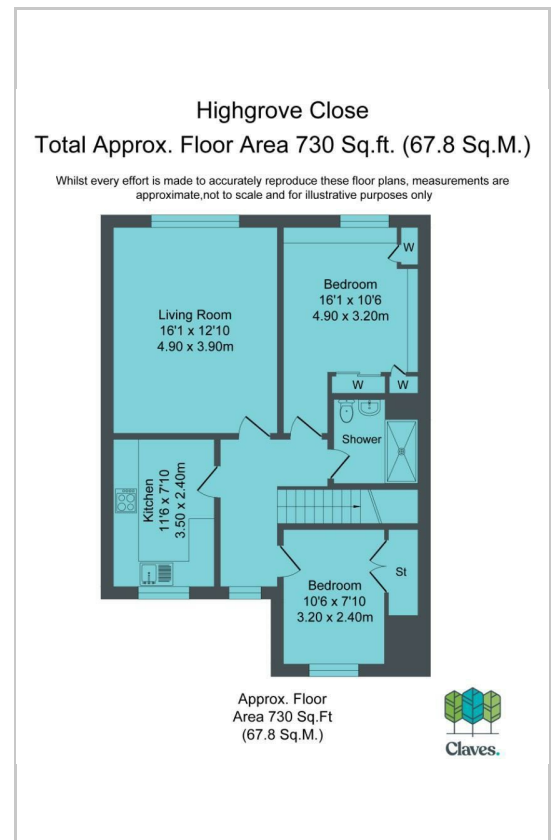 Highgrove Close
Total Approx. Floor Area 730 Sq.ft. (67.8 Sq.M.)
Whilst every effort is made to accurately reproduce these floor plans, measurements are
approximate,not to scale and for illustrative purposes only
W
Bedroom
16'1 x 10'6
4.90 x 3.20m
Living Room
16'1 x 12'10
4.90 x 3.90m
W
W
Shower
Kitchen
11'6 x 7'10
3.50 x 2.40m
St
Bedroom
10'6 x 7'10
3.20 x 2.40m
Approx. Floor
Area 730 Sq.Ft
(67.8 Sq.M.)
Claves.